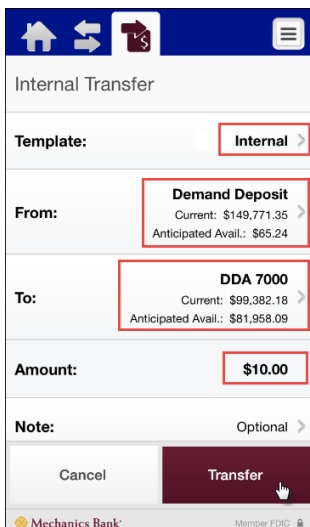 Internal Transfer
Template: Internal
Demand Deposit
From: Current: $149,771.35
Anticipated Avail.: $65.24
DDA 7000
To: Current: $99,382.18
Anticipated Avail.: $81,958.09
Amount: $10.00
Note: Optional
Cancel Transfer
Mechanics Bank Member FDIC